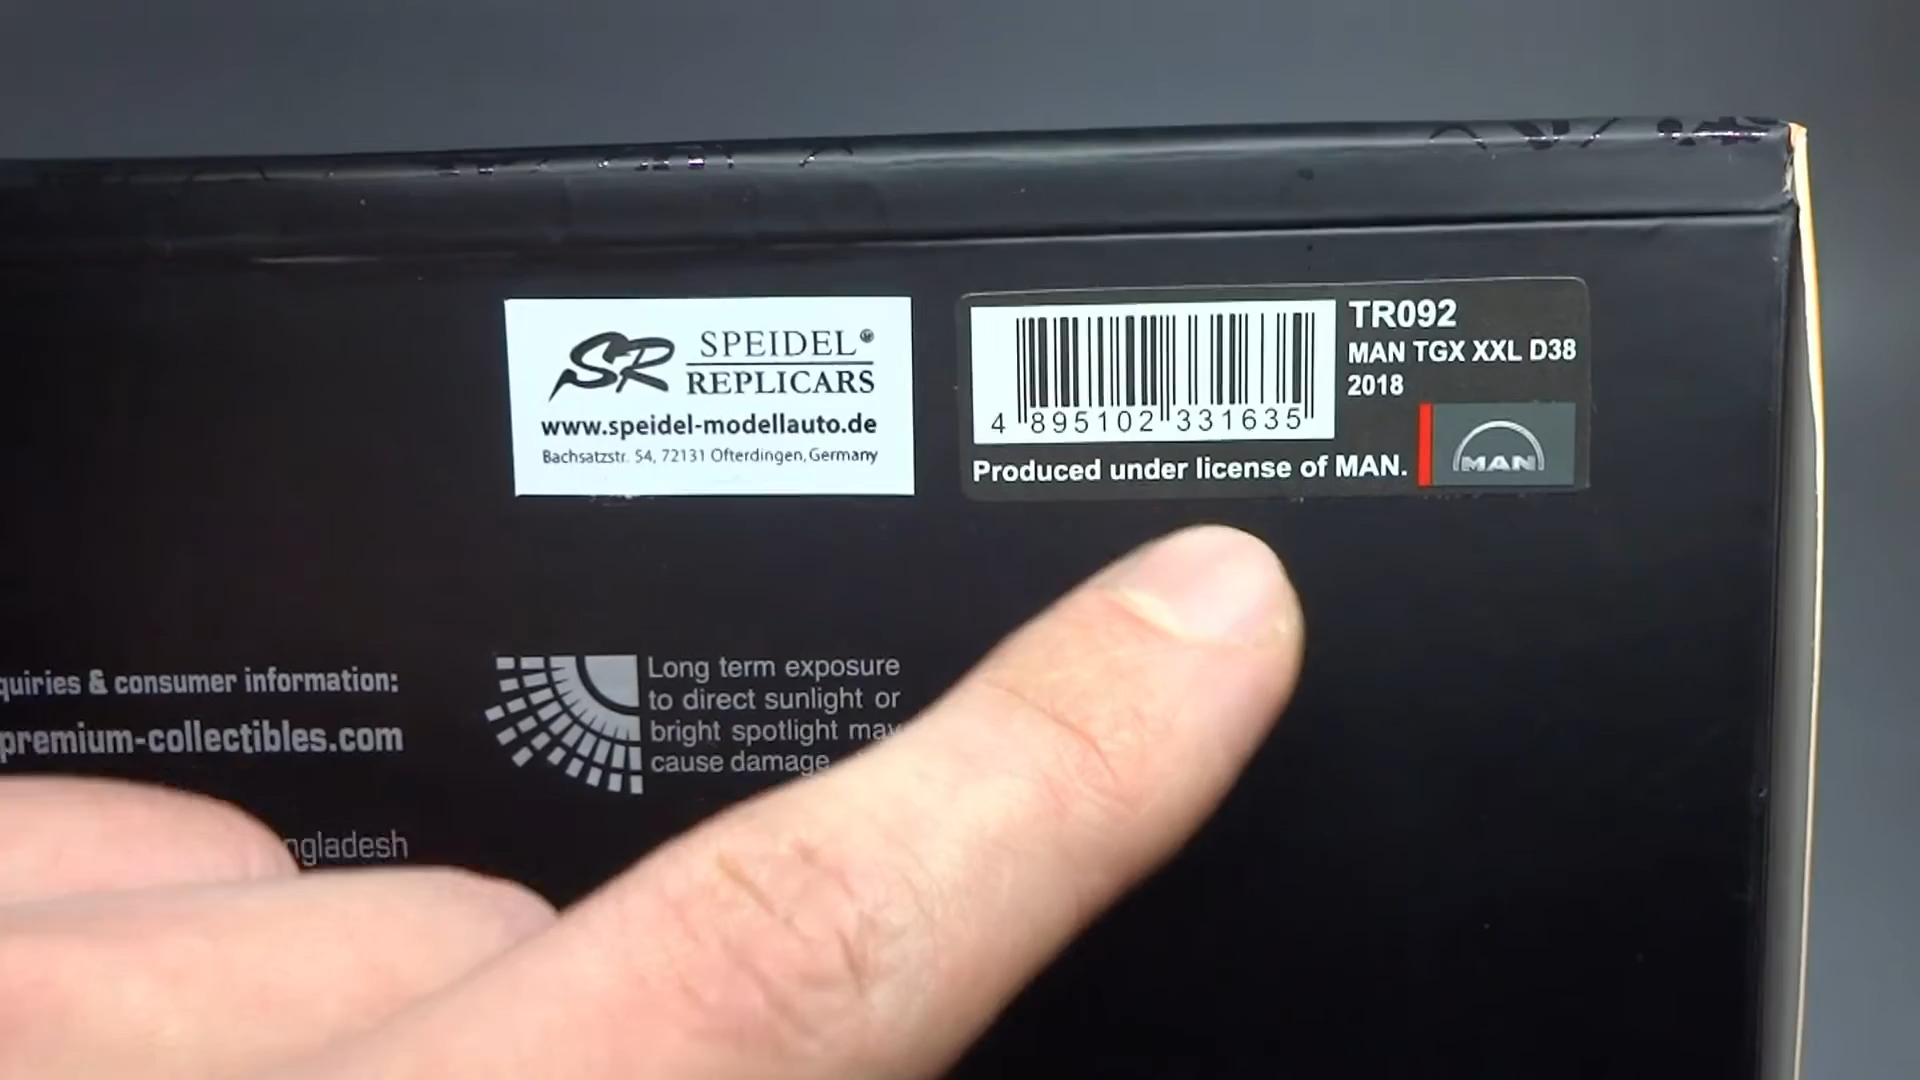 SR SPEIDEL®
REPLICARS
www.speidel-modellauto.de
Bachsatzstr. 54, 72131 Ofterdingen, Germany
TR092
MAN TGX XXL D38
2018
4 895102 331635
Produced under license of MAN.
MAN
quiries & consumer information:
premium-collectibles.com
Long term exposure
to direct sunlight or
bright spotlight may
cause damage.
ngladesh